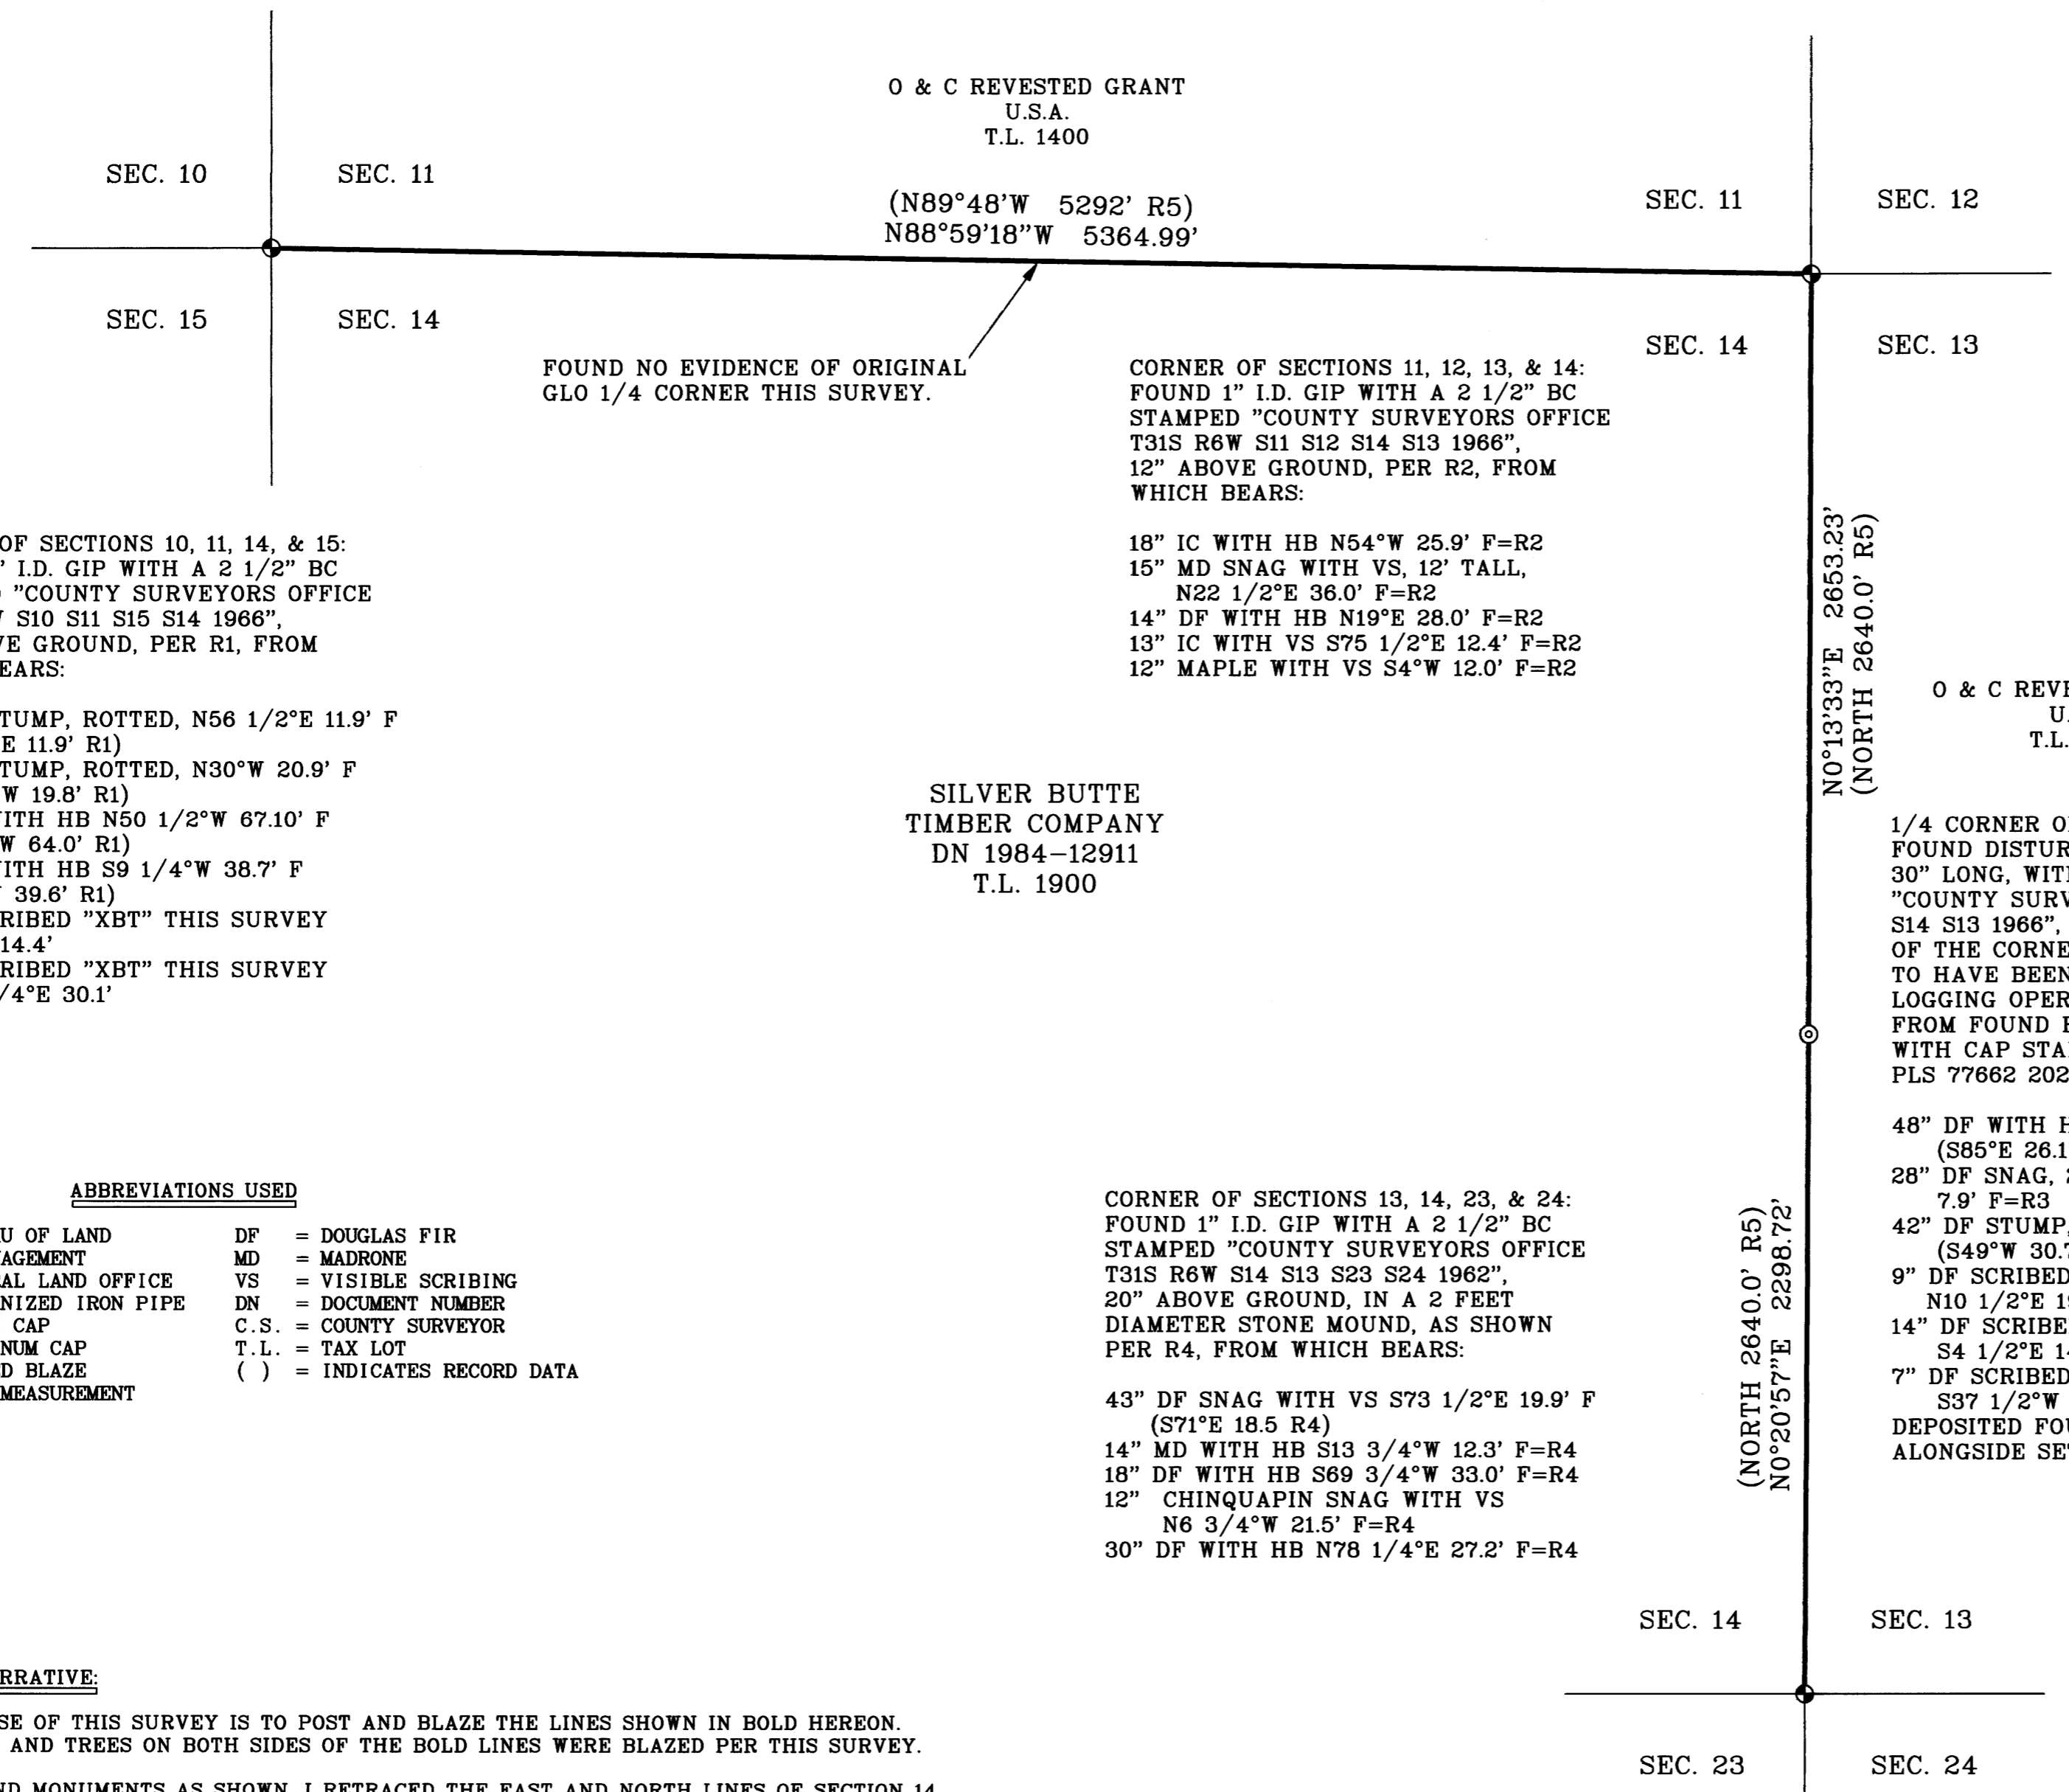 O & C REVESTED GRANT
U.S.A.
T.L. 1400
SEC. 10
SEC. 11
(N89°48'W 5292' R5)
N88°59'18"W 5364.99'
SEC. 11
SEC. 12
SEC. 15
SEC. 14
SEC. 14
SEC. 13
FOUND NO EVIDENCE OF ORIGINAL
GLO 1/4 CORNER THIS SURVEY.
CORNER OF SECTIONS 11, 12, 13, & 14:
FOUND 1" I.D. GIP WITH A 2 1/2" BC
STAMPED "COUNTY SURVEYORS OFFICE
T31S R6W S11 S12 S14 S13 1966",
12" ABOVE GROUND, PER R2, FROM
WHICH BEARS:
18" IC WITH HB N54°W 25.9' F=R2
15" MD SNAG WITH VS, 12' TALL,
N22 1/2°E 36.0' F=R2
14" DF WITH HB N19°E 28.0' F=R2
13" IC WITH VS S75 1/2°E 12.4' F=R2
12" MAPLE WITH VS S4°W 12.0' F=R2
OF SECTIONS 10, 11, 14, & 15:
' I.D. GIP WITH A 2 1/2" BC
"COUNTY SURVEYORS OFFICE
S10 S11 S15 S14 1966",
VE GROUND, PER R1, FROM
EARS:
TUMP, ROTTED, N56 1/2°E 11.9' F
E 11.9' R1)
TUMP, ROTTED, N30°W 20.9' F
W 19.8' R1)
ITH HB N50 1/2°W 67.10' F
W 64.0' R1)
ITH HB S9 1/4°W 38.7' F
39.6' R1)
RIBED "XBT" THIS SURVEY
14.4'
RIBED "XBT" THIS SURVEY
/4°E 30.1'
N0°13'33"E 2653.23'
(NORTH 2640.0' R5)
O & C REVE
U.
T.L.
SILVER BUTTE
TIMBER COMPANY
DN 1984-12911
T.L. 1900
1/4 CORNER O
FOUND DISTUR
30" LONG, WIT
"COUNTY SURV
S14 S13 1966",
OF THE CORNE
TO HAVE BEEN
LOGGING OPER
FROM FOUND
WITH CAP STA
PLS 77662 202
48" DF WITH H
(S85°E 26.1
28" DF SNAG,
7.9' F=R3
42" DF STUMP,
(S49°W 30.
9" DF SCRIBED
N10 1/2°E 1
14" DF SCRIBE
S4 1/2°E 14
7" DF SCRIBED
S37 1/2°W
DEPOSITED FOU
ALONGSIDE SE
ABBREVIATIONS USED
U OF LAND
AGEMENT
AL LAND OFFICE
NIZED IRON PIPE
CAP
NUM CAP
D BLAZE
MEASUREMENT
DF = DOUGLAS FIR
MD = MADRONE
VS = VISIBLE SCRIBING
DN = DOCUMENT NUMBER
C.S. = COUNTY SURVEYOR
T.L. = TAX LOT
( ) = INDICATES RECORD DATA
CORNER OF SECTIONS 13, 14, 23, & 24:
FOUND 1" I.D. GIP WITH A 2 1/2" BC
STAMPED "COUNTY SURVEYORS OFFICE
T31S R6W S14 S13 S23 S24 1962",
20" ABOVE GROUND, IN A 2 FEET
DIAMETER STONE MOUND, AS SHOWN
PER R4, FROM WHICH BEARS:
43" DF SNAG WITH VS S73 1/2°E 19.9' F
(S71°E 18.5 R4)
14" MD WITH HB S13 3/4°W 12.3' F=R4
18" DF WITH HB S69 3/4°W 33.0' F=R4
12" CHINQUAPIN SNAG WITH VS
N6 3/4°W 21.5' F=R4
30" DF WITH HB N78 1/4°E 27.2' F=R4
(NORTH 2640.0' R5)
N0°20'57"E 2298.72'
SEC. 14
SEC. 13
SEC. 23
SEC. 24
RRATIVE:
SE OF THIS SURVEY IS TO POST AND BLAZE THE LINES SHOWN IN BOLD HEREON.
AND TREES ON BOTH SIDES OF THE BOLD LINES WERE BLAZED PER THIS SURVEY.
ND MONUMENTS AS SHOWN, I RETRACED THE EAST AND NORTH LINES OF SECTION 14